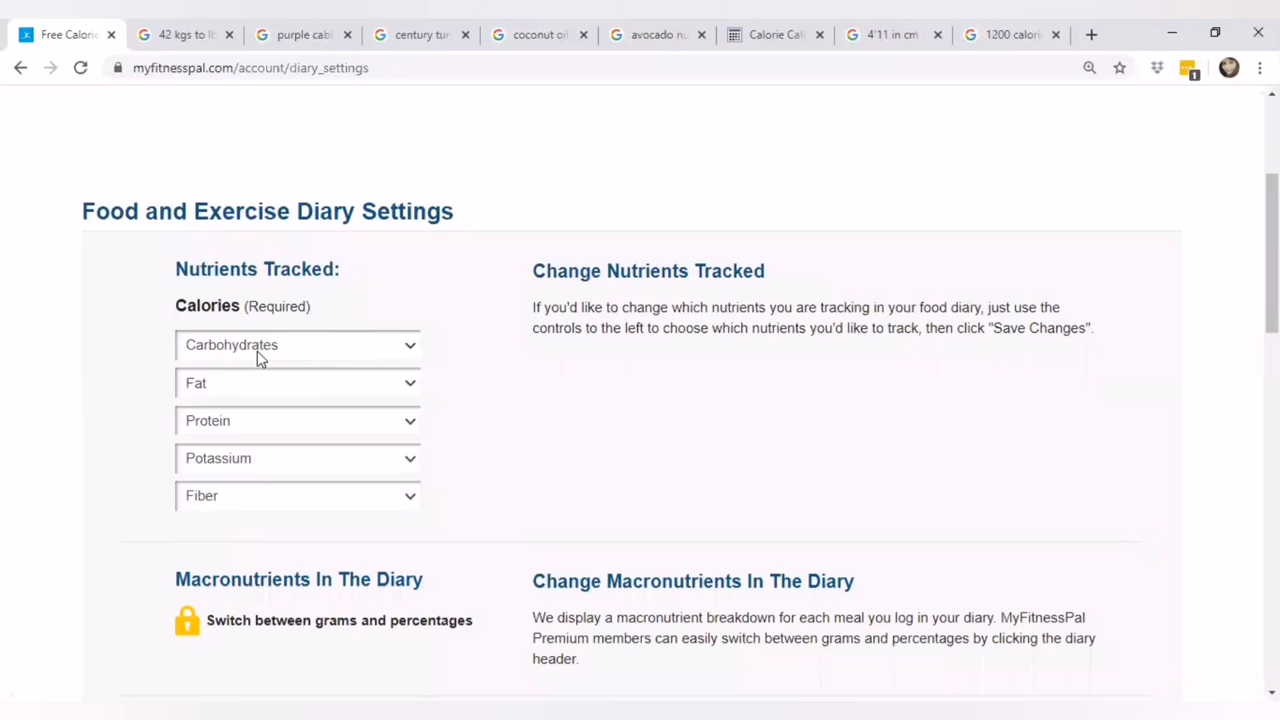 Free Calorie
42 kgs to lb
purple cabl
century tun
coconut oil
avocado nu
Calorie Calc
4'11 in cm -
1200 calori
myfitnesspal.com/account/diary_settings
1
Food and Exercise Diary Settings
Nutrients Tracked:
Calories (Required)
Carbohydrates
Fat
Protein
Potassium
Fiber
Change Nutrients Tracked
If you'd like to change which nutrients you are tracking in your food diary, just use the
controls to the left to choose which nutrients you'd like to track, then click "Save Changes".
Macronutrients In The Diary
Switch between grams and percentages
Change Macronutrients In The Diary
We display a macronutrient breakdown for each meal you log in your diary. MyFitnessPal
Premium members can easily switch between grams and percentages by clicking the diary
header.